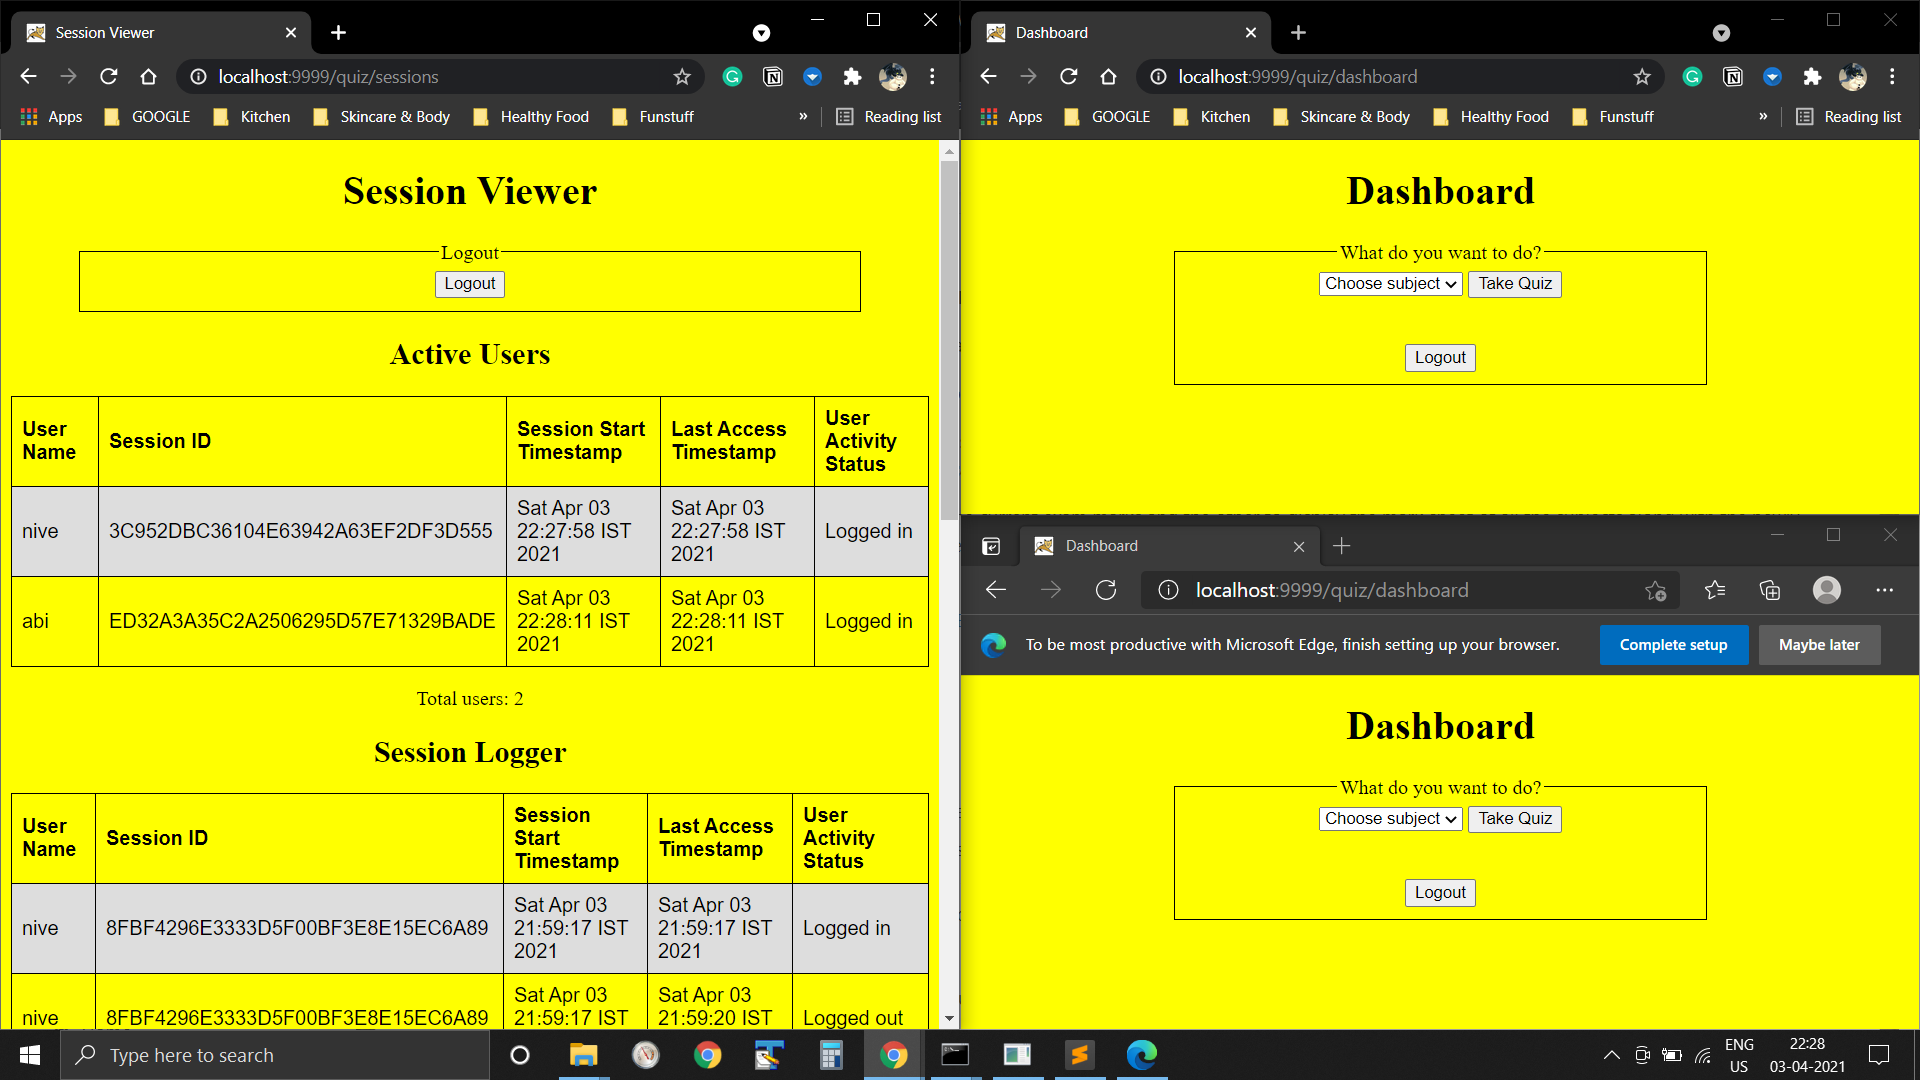 Session Viewer
localhost:9999/quiz/sessions
Apps
GOOGLE
Kitchen
Skincare & Body
Healthy Food
Funstuff
»
Reading list
Session Viewer
Logout
Logout
Active Users
User Name
Session ID
Session Start Timestamp
Last Access Timestamp
User Activity Status
nive
3C952DBC36104E63942A63EF2DF3D555
Sat Apr 03 22:27:58 IST 2021
Sat Apr 03 22:27:58 IST 2021
Logged in
abi
ED32A3A35C2A2506295D57E71329BADE
Sat Apr 03 22:28:11 IST 2021
Sat Apr 03 22:28:11 IST 2021
Logged in
Total users: 2
Session Logger
User Name
Session ID
Session Start Timestamp
Last Access Timestamp
User Activity Status
nive
8FBF4296E3333D5F00BF3E8E15EC6A89
Sat Apr 03 21:59:17 IST 2021
Sat Apr 03 21:59:17 IST 2021
Logged in
nive
8FBF4296E3333D5F00BF3E8E15EC6A89
Sat Apr 03 21:59:17 IST
Sat Apr 03 21:59:20 IST
Logged out
Dashboard
localhost:9999/quiz/dashboard
Apps
GOOGLE
Kitchen
Skincare & Body
Healthy Food
Funstuff
»
Reading list
Dashboard
What do you want to do?
Choose subject
Take Quiz
Logout
Dashboard
localhost:9999/quiz/dashboard
To be most productive with Microsoft Edge, finish setting up your browser.
Complete setup
Maybe later
Dashboard
What do you want to do?
Choose subject
Take Quiz
Logout
Type here to search
ENG
US
22:28
03-04-2021